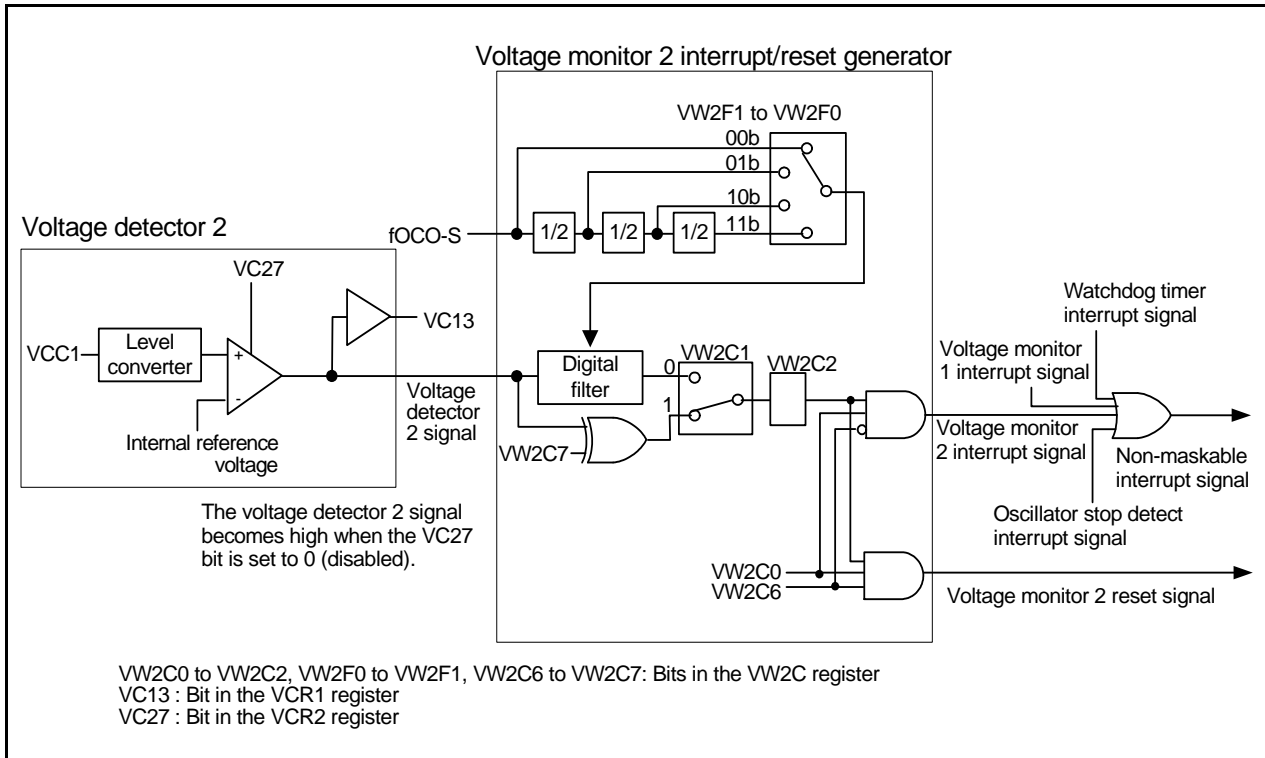 Voltage monitor 2 interrupt/reset generator
VW2F1 to VW2F0
00b
01b
10b
11b
fOCO-S
1/2
1/2
1/2
Voltage detector 2
VC27
VC13
VCC1
Level
converter
+
-
Internal reference
voltage
Voltage
detector
2 signal
The voltage detector 2 signal
becomes high when the VC27
bit is set to 0 (disabled).
Digital
filter
VW2C7
VW2C1
0
1
VW2C2
VW2C0
VW2C6
Watchdog timer
interrupt signal
Voltage monitor
1 interrupt signal
Voltage monitor
2 interrupt signal
Non-maskable
interrupt signal
Oscillator stop detect
interrupt signal
Voltage monitor 2 reset signal
VW2C0 to VW2C2, VW2F0 to VW2F1, VW2C6 to VW2C7: Bits in the VW2C register
VC13 : Bit in the VCR1 register
VC27 : Bit in the VCR2 register